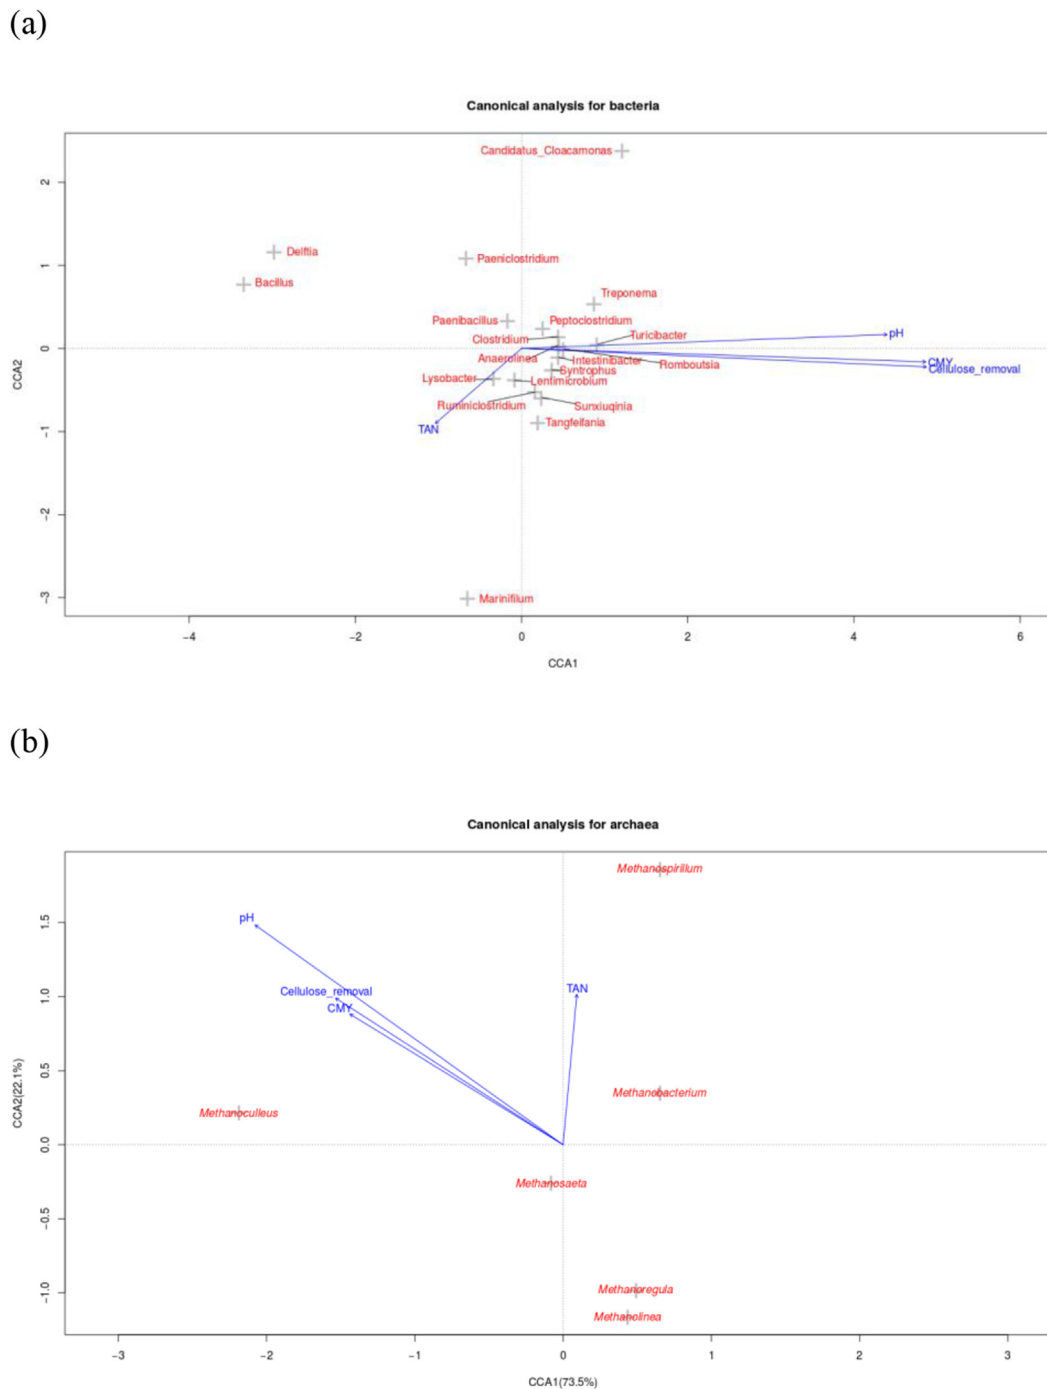 (a)
Canonical analysis for bacteria
Candidatus_Cloacamonas
Delftia
Bacillus
Paeniclostridium
Treponema
Paenibacillus
Peptoclostridium
Clostridium
Turicibacter
pH
Anaerolinea
Intestinibacter
Romboutsia
CMY
Cellulose_removal
Syntrophus
Lysobacter
Lentimicrobium
Ruminiclostridium
Sunxiuqinia
TAN
Tangfeifania
Marinifilum
2
1
0
−1
−2
−3
CCA2
−4
−2
0
2
4
6
CCA1
(b)
Canonical analysis for archaea
Methanospirillum
pH
Cellulose_removal
CMY
TAN
Methanobacterium
Methanoculleus
Methanosaeta
Methanoregula
Methanolinea
1.5
1.0
0.5
0.0
−0.5
−1.0
CCA2(22.1%)
−3
−2
−1
0
1
2
3
CCA1(73.5%)